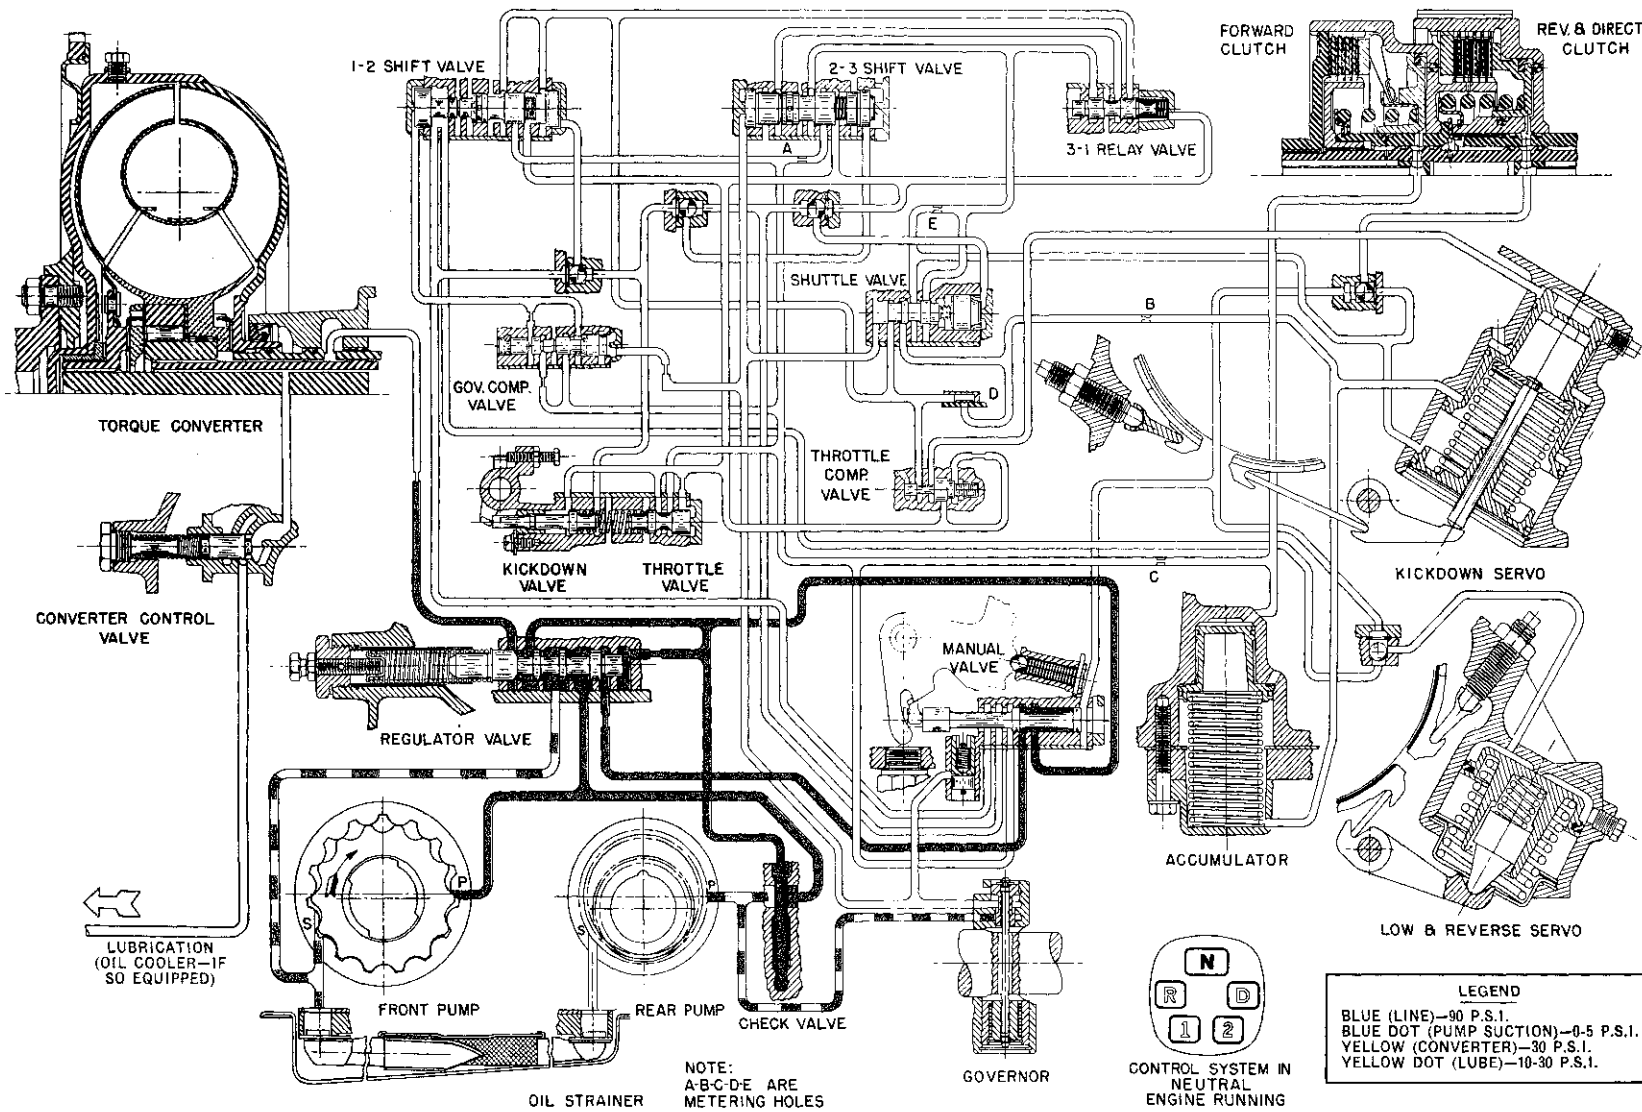 FORWARD
CLUTCH
REV. & DIRECT
CLUTCH
1-2 SHIFT VALVE
2-3 SHIFT VALVE
A
3-1 RELAY VALVE
E
SHUTTLE VALVE
B
GOV. COMP.
VALVE
D
TORQUE CONVERTER
THROTTLE
COMP.
VALVE
KICKDOWN
VALVE
THROTTLE
VALVE
C
KICKDOWN SERVO
CONVERTER CONTROL
VALVE
MANUAL
VALVE
REGULATOR VALVE
ACCUMULATOR
P
S
P
S
LOW & REVERSE SERVO
LUBRICATION
(OIL COOLER—IF
SO EQUIPPED)
FRONT PUMP
REAR PUMP
CHECK VALVE
N
R
D
1
2
LEGEND
BLUE (LINE)—90 P.S.I.
BLUE DOT (PUMP SUCTION)—0-5 P.S.I.
YELLOW (CONVERTER)—30 P.S.I.
YELLOW DOT (LUBE)—10-30 P.S.I.
GOVERNOR
CONTROL SYSTEM IN
NEUTRAL
ENGINE RUNNING
OIL STRAINER
NOTE:
A-B-C-D-E ARE
METERING HOLES